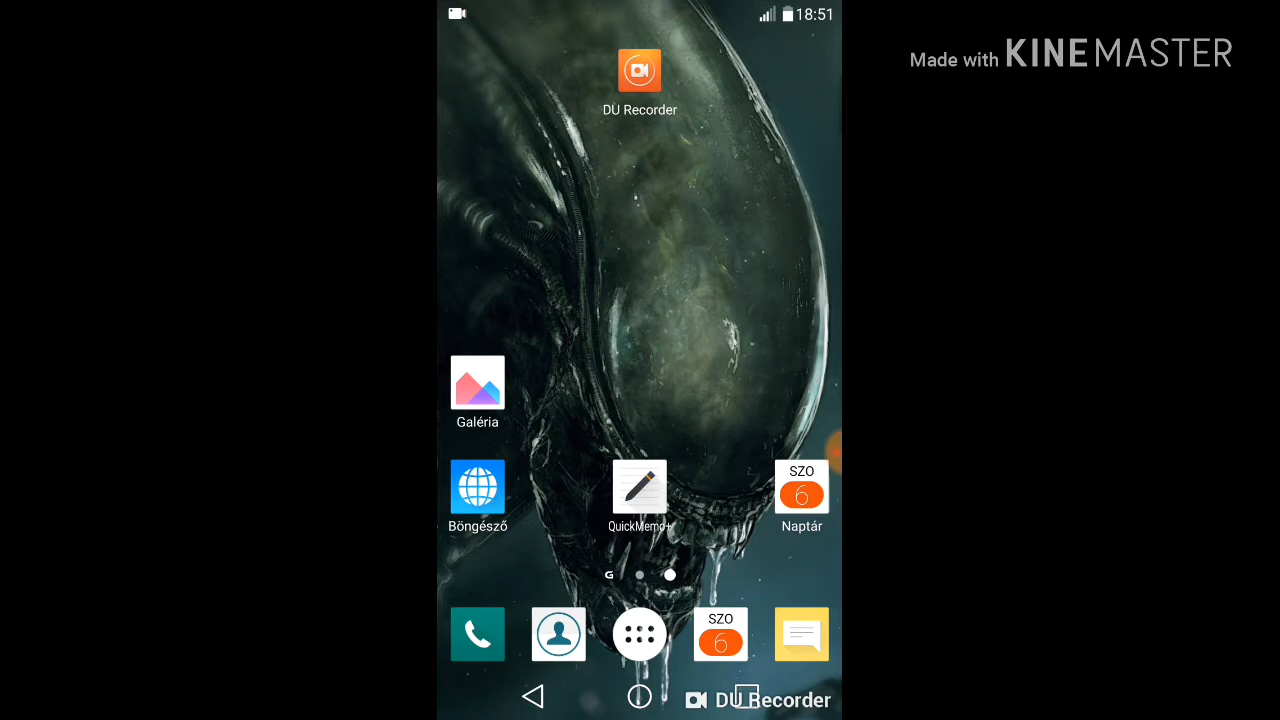 18:51
Made with KINEMASTER
DU Recorder
Galéria
SZO
6
Böngésző
QuickMemo+
Naptár
G
SZO
6
DU Recorder